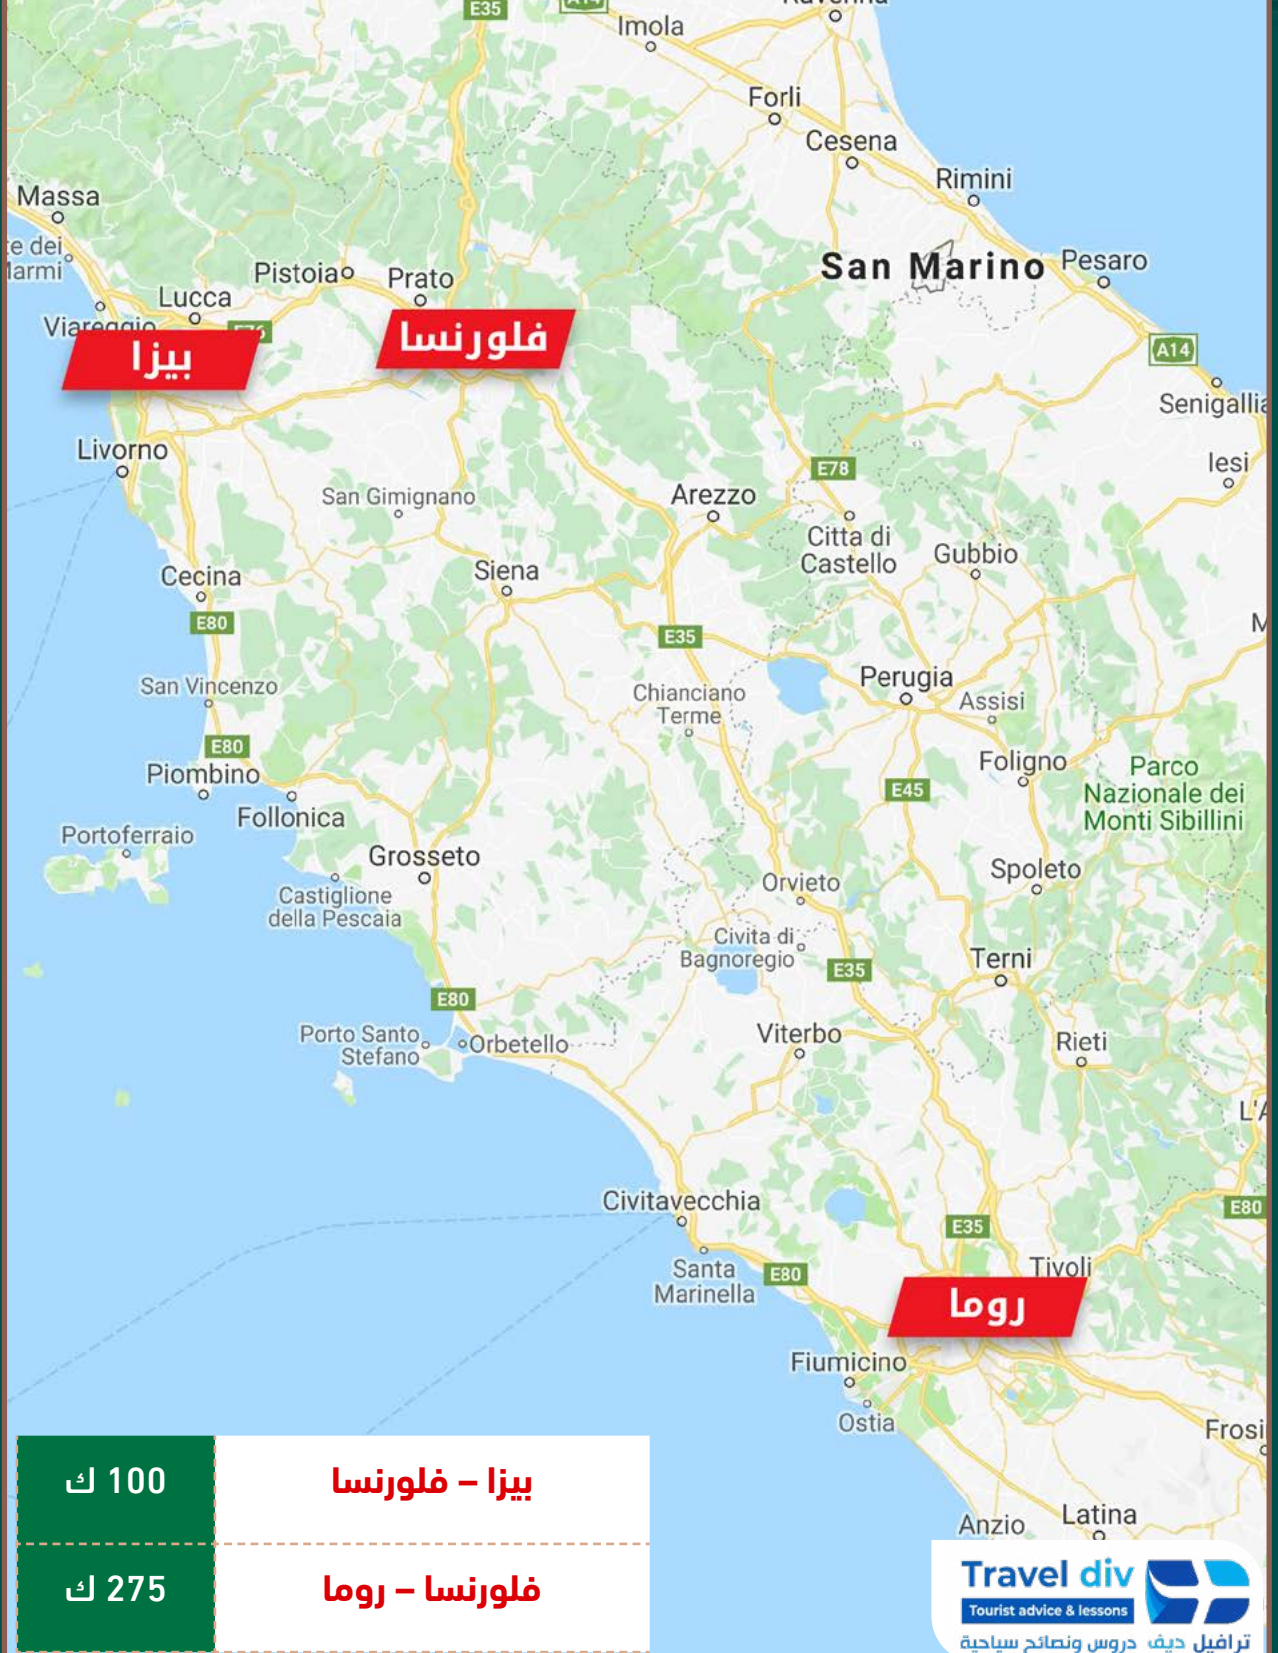 E35
Imola
Forli
Cesena
Massa
Rimini
San Marino
Pesaro
Pistoia
Prato
Lucca
فلورنسا
بيزا
A14
Senigallia
Livorno
Iesi
E78
San Gimignano
Arezzo
Citta di
Castello
Gubbio
Siena
Cecina
E80
E35
San Vincenzo
Chianciano
Terme
Perugia
Assisi
E80
Piombino
Foligno
Parco
Nazionale dei
Monti Sibillini
E45
Follonica
Portoferraio
Grosseto
Spoleto
Castiglione
della Pescaia
Orvieto
Civita di
Bagnoregio
E35
Terni
E80
Porto Santo
Stefano
Orbetello
Viterbo
Rieti
Civitavecchia
E80
E35
Santa
Marinella
E80
Tivoli
روما
Fiumicino
Ostia
بيزا – فلورنسا
100 ك
فلورنسا – روما
275 ك
Anzio
Latina
Travel div
Tourist advice & lessons
ترافيل ديف دروس ونصائح سياحية